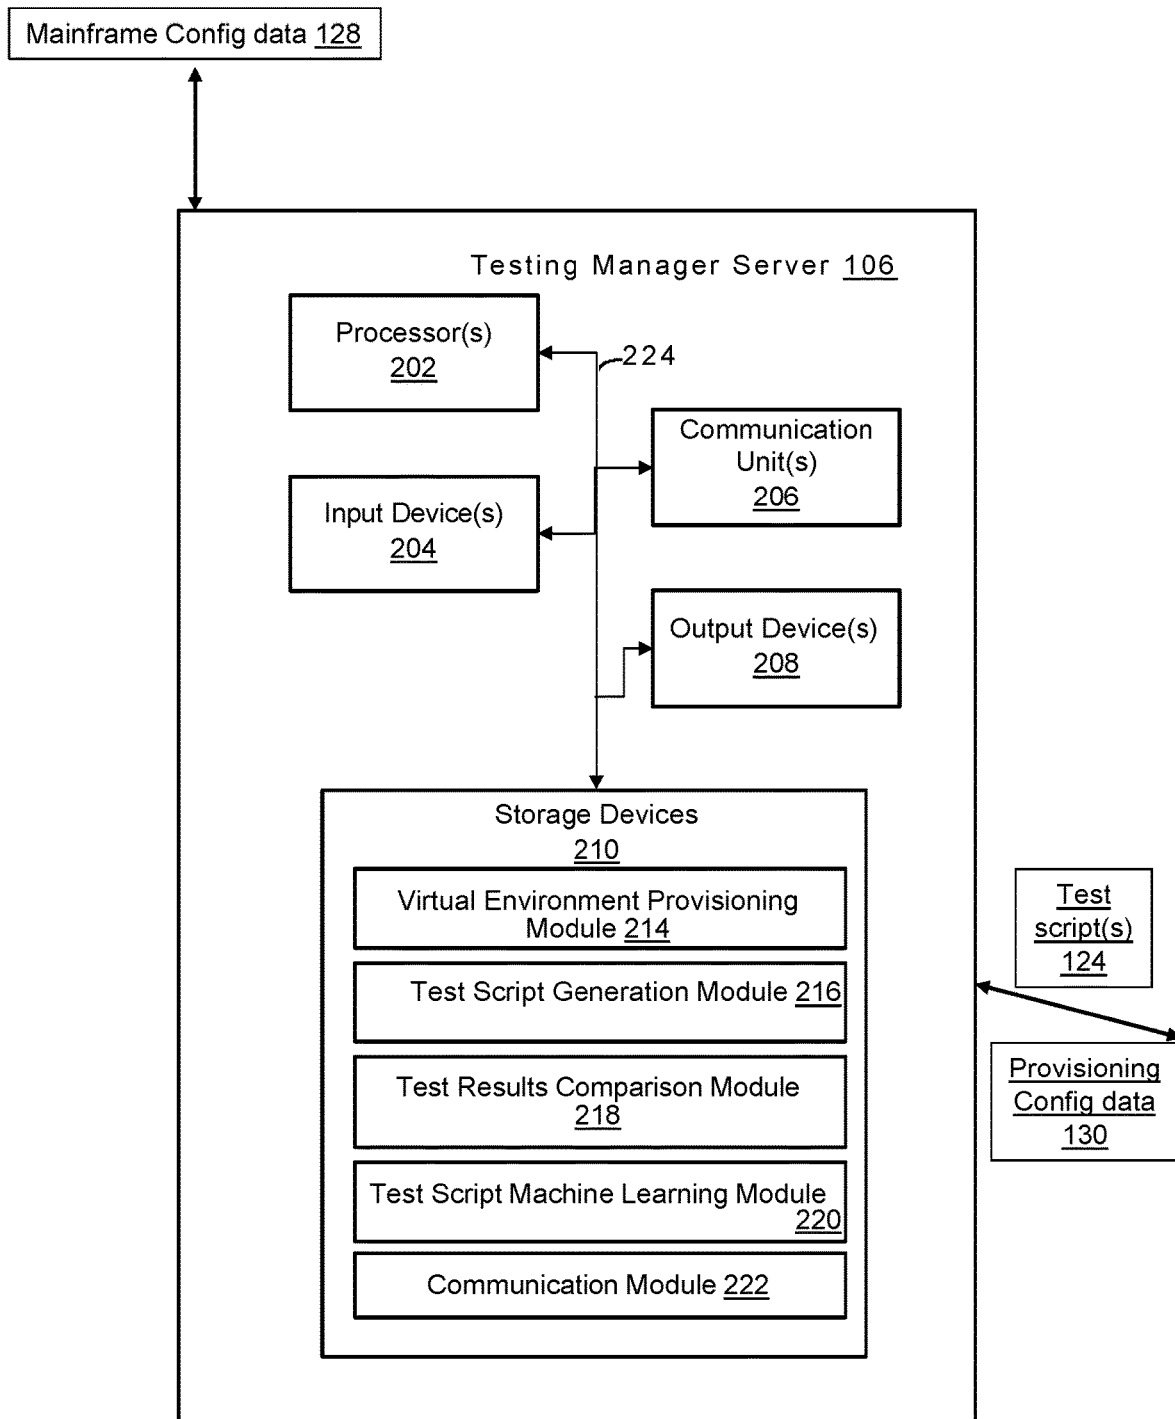 Mainframe Config data 128
Testing Manager Server 106
Processor(s)
202
224
Communication
Unit(s)
206
Input Device(s)
204
Output Device(s)
208
Storage Devices
210
Virtual Environment Provisioning
Module 214
Test Script Generation Module 216
Test Results Comparison Module
218
Test Script Machine Learning Module
220
Communication Module 222
Test
script(s)
124
Provisioning
Config data
130